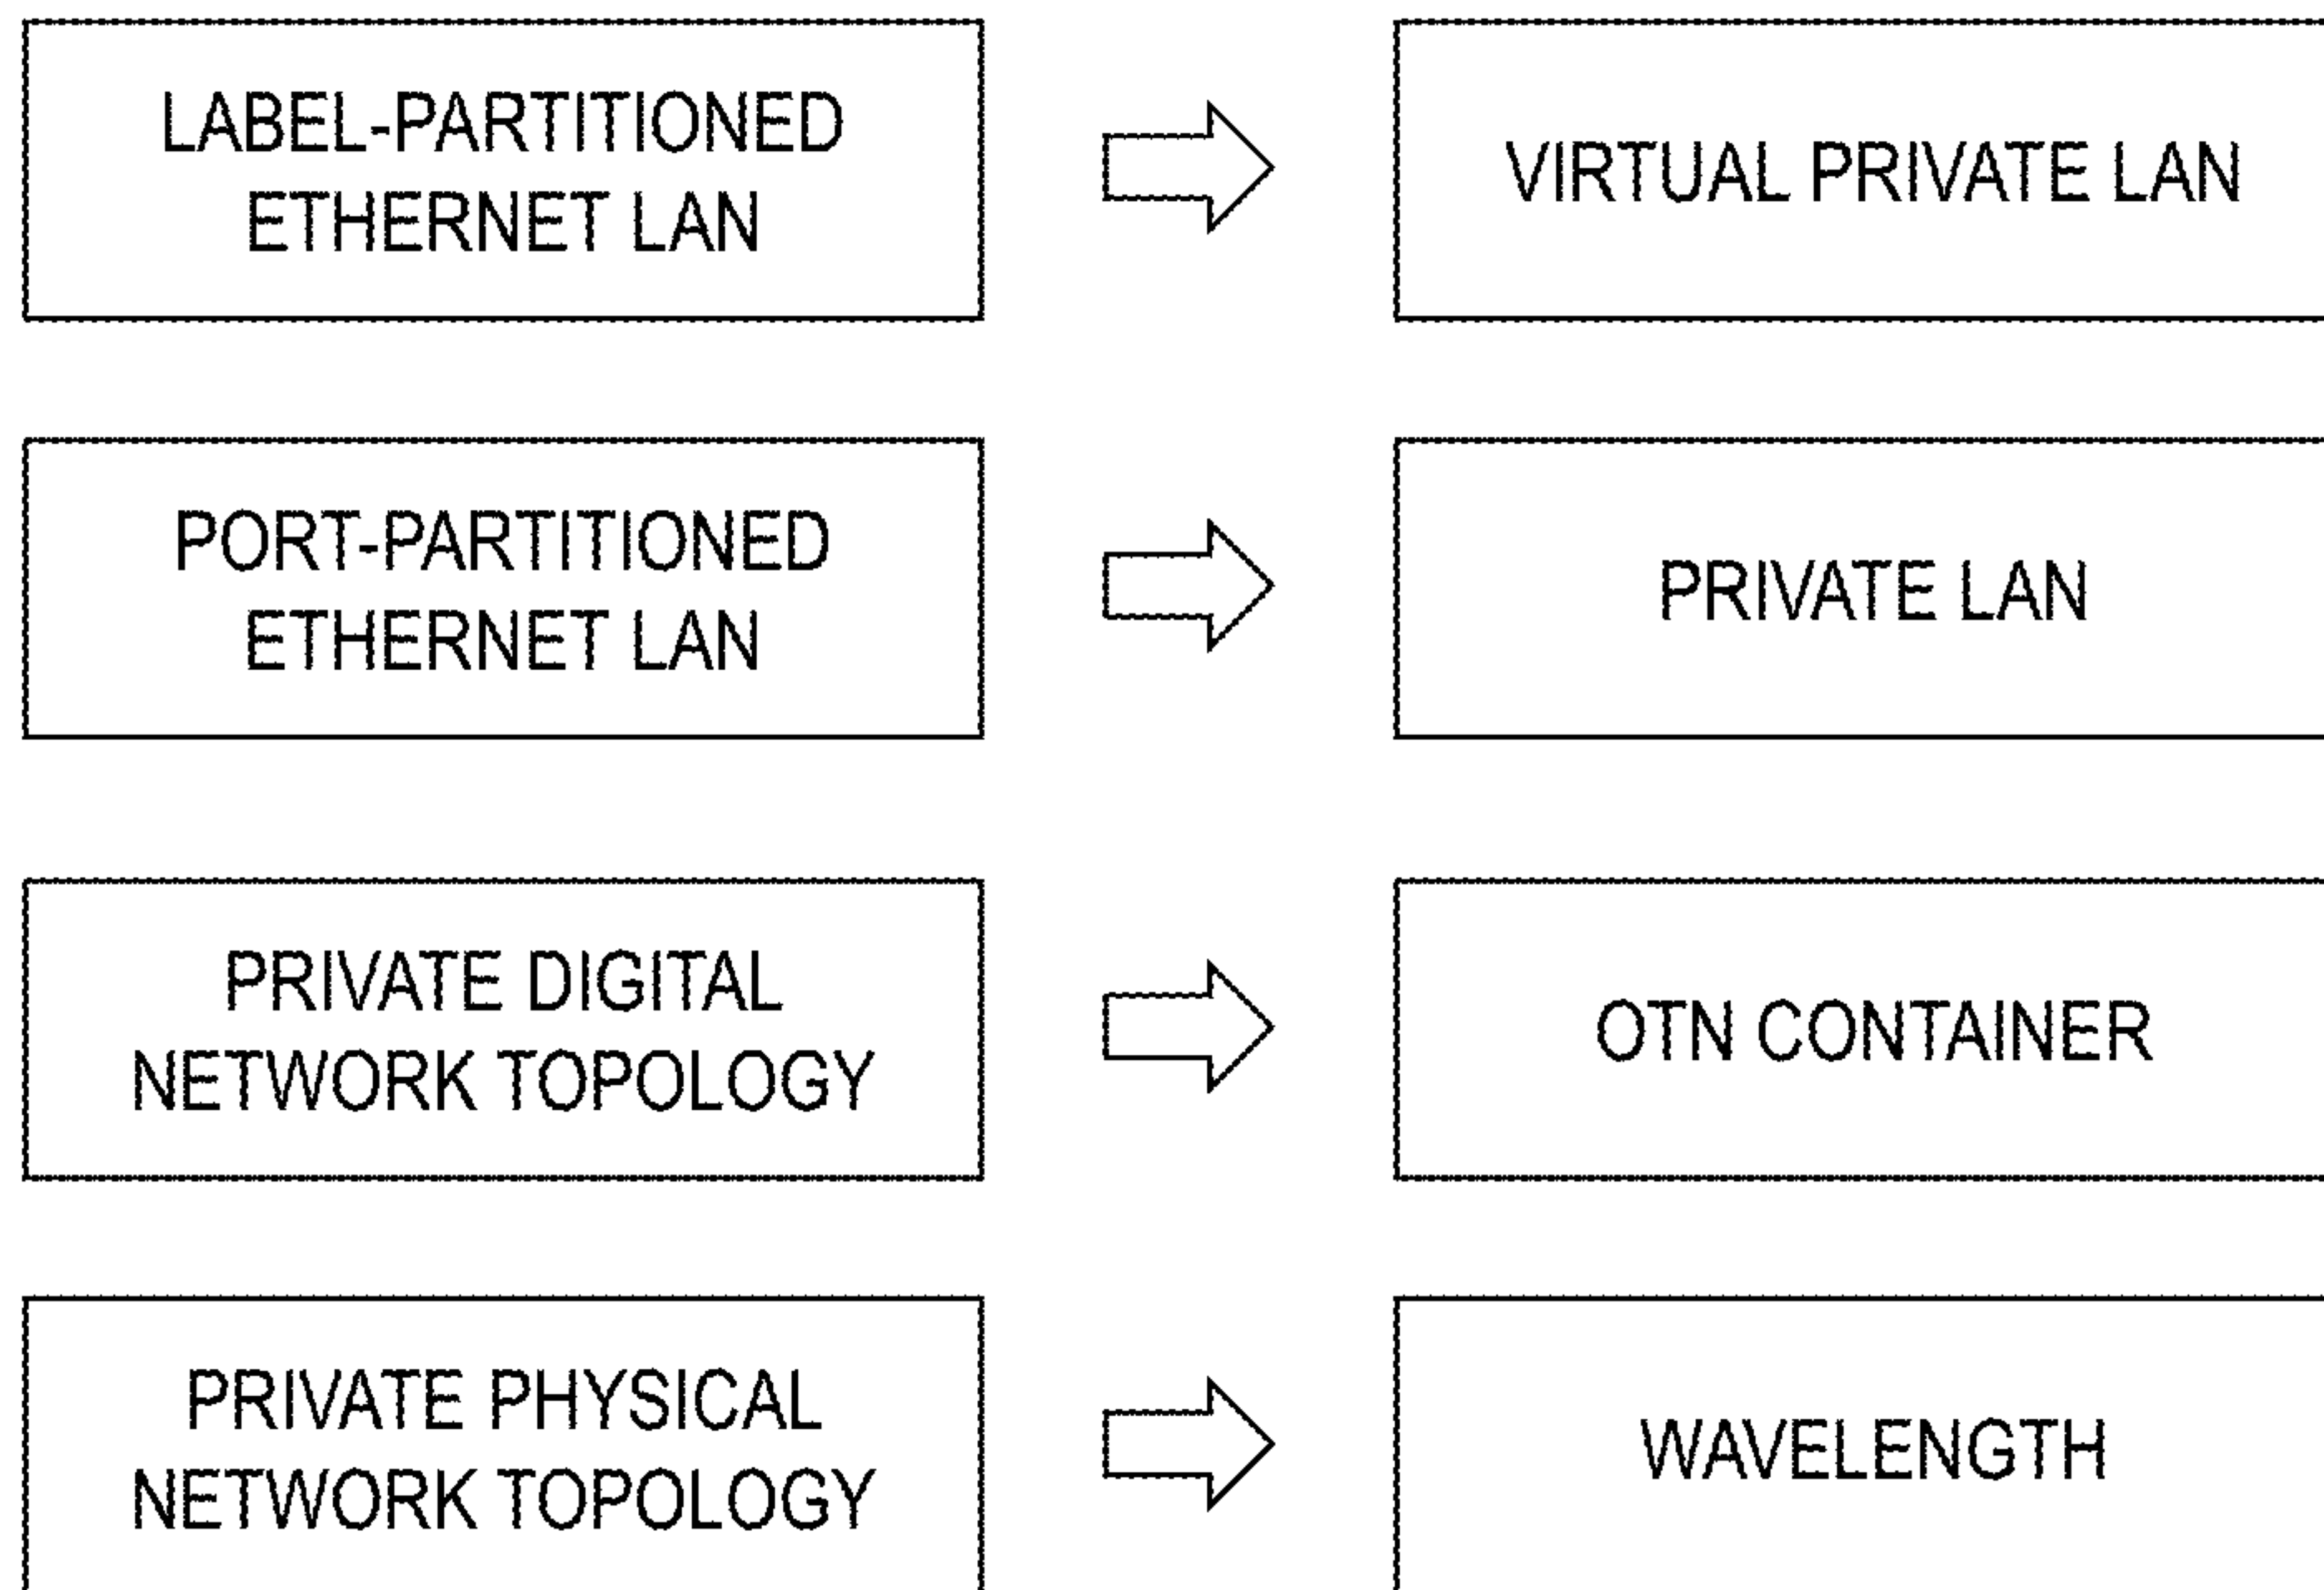 LABEL-PARTITIONED
ETHERNET LAN
VIRTUAL PRIVATE LAN
PORT-PARTITIONED
ETHERNET LAN
PRIVATE LAN
PRIVATE DIGITAL
NETWORK TOPOLOGY
OTN CONTAINER
PRIVATE PHYSICAL
NETWORK TOPOLOGY
WAVELENGTH